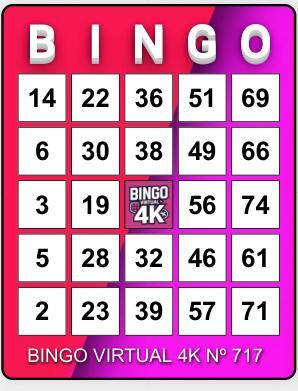 BINGO
14 22 36 51 69
6 30 38 49 66
3 19 BINGO VIRTUAL 4K 56 74
5 28 32 46 61
2 23 39 57 71
BINGO VIRTUAL 4K Nº 717